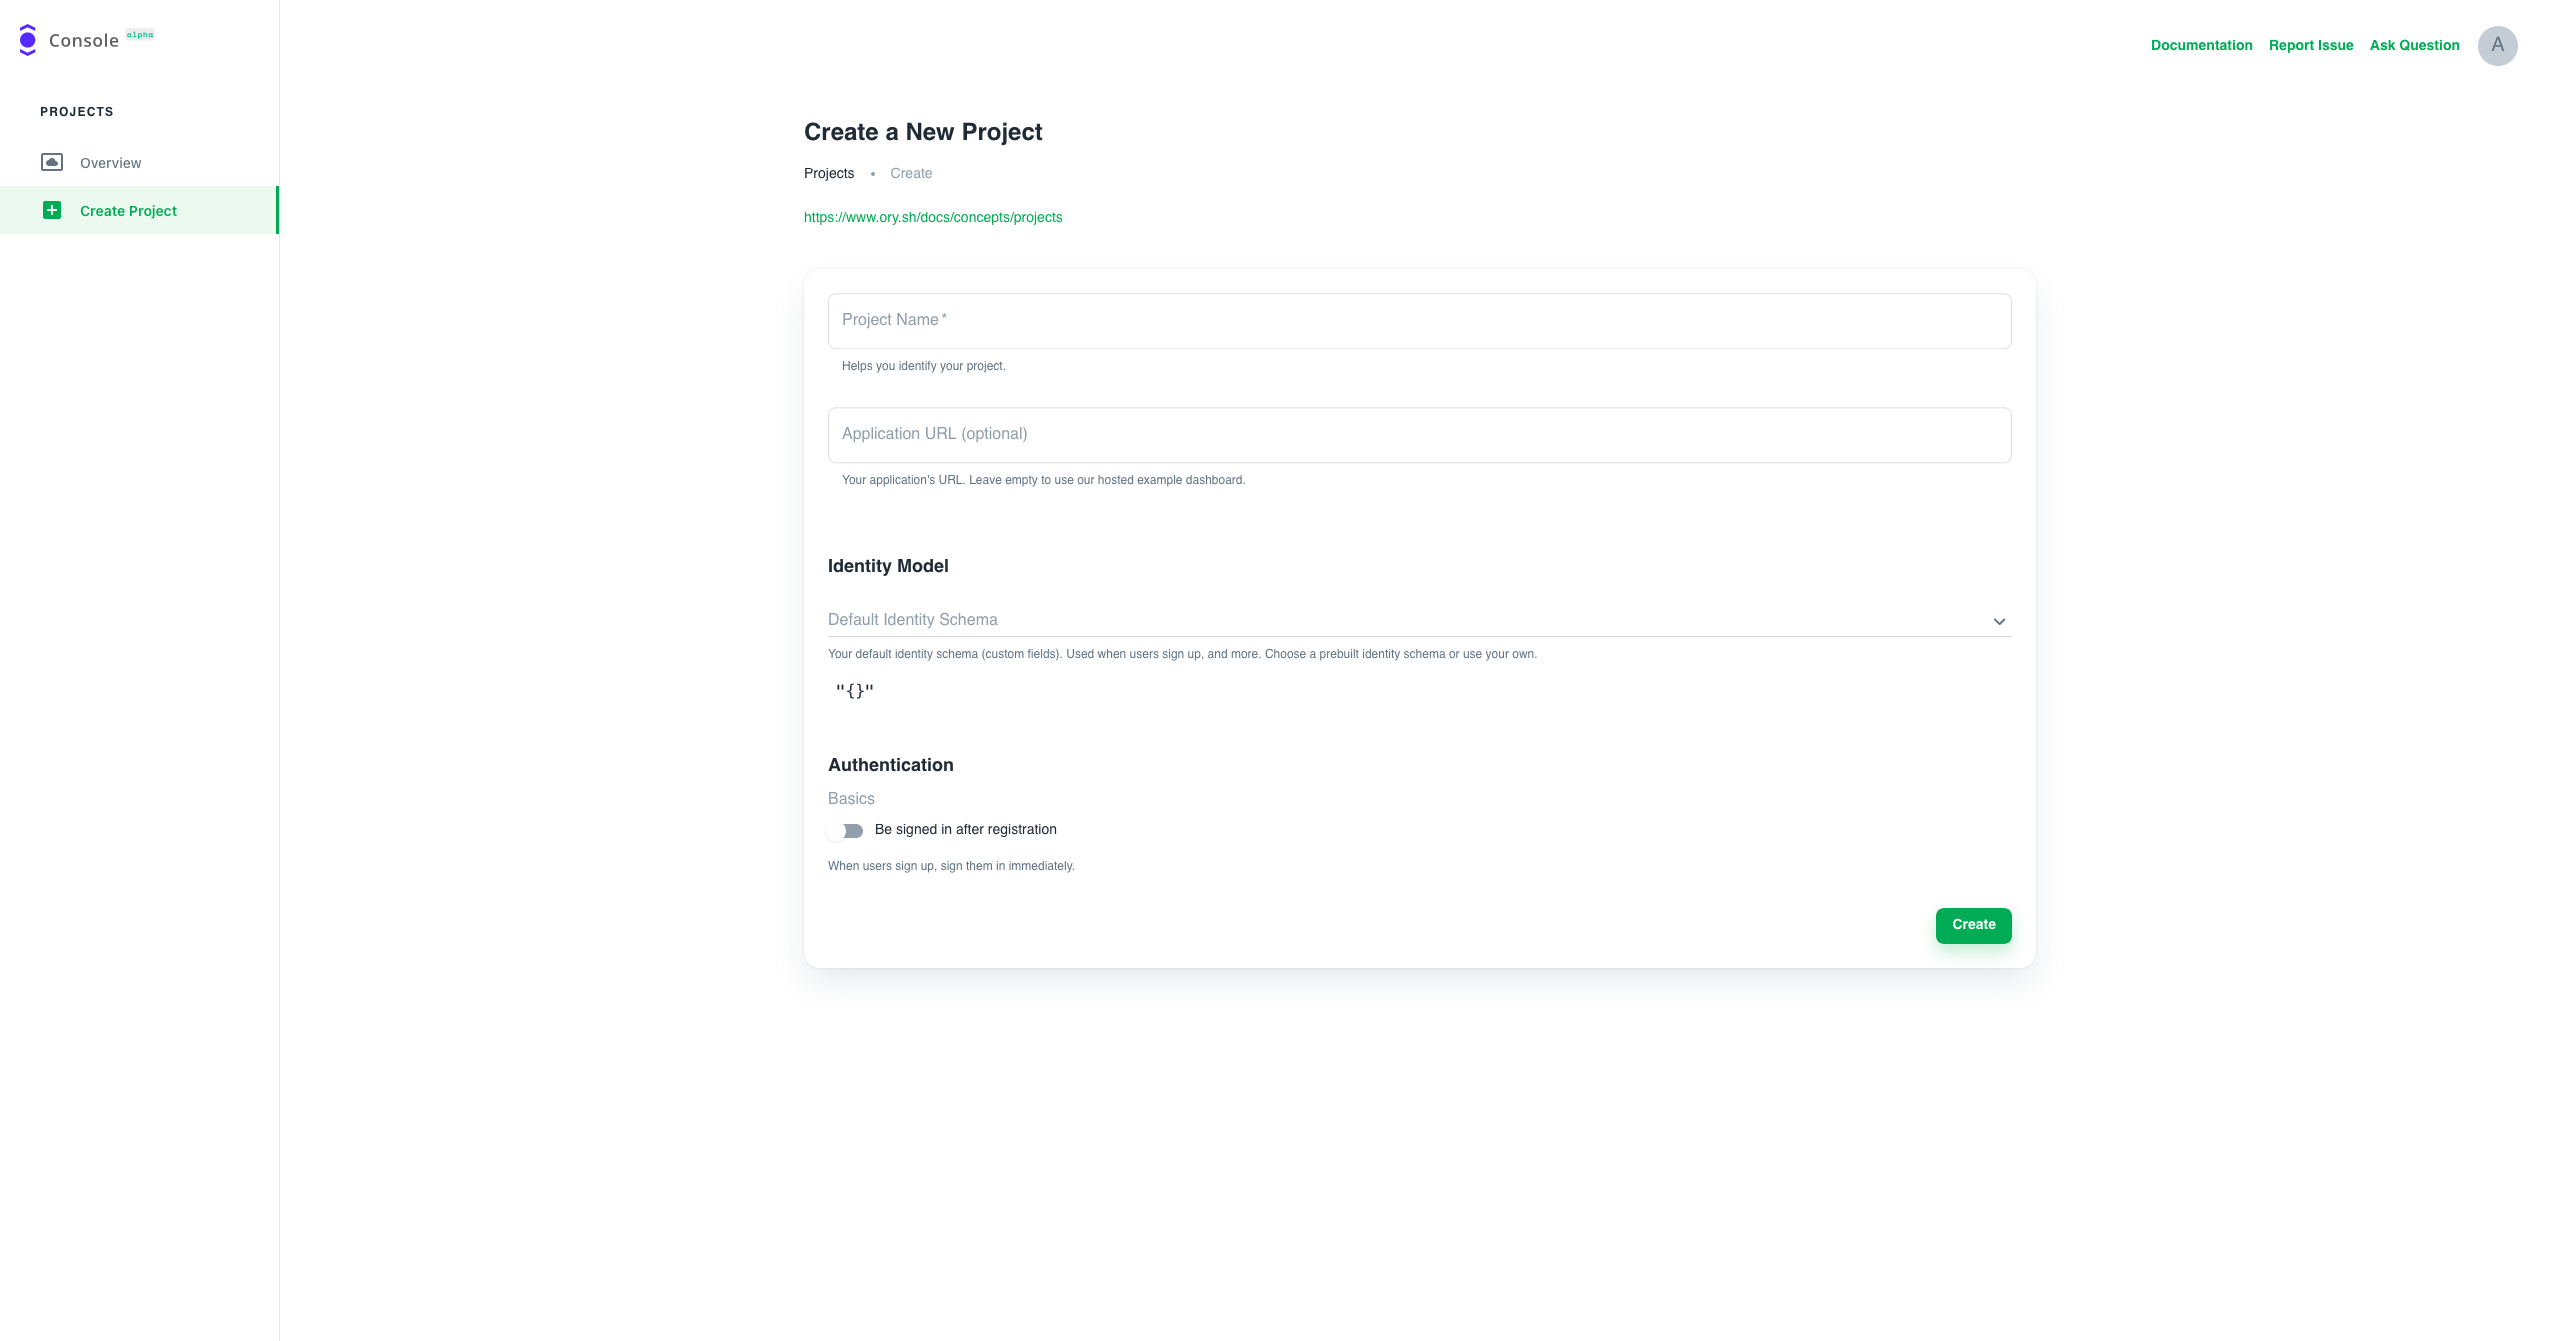 Console alpha
Documentation Report Issue Ask Question A
PROJECTS
Overview
Create Project
Create a New Project
Projects • Create
https://www.ory.sh/docs/concepts/projects
Project Name *
Helps you identify your project.
Application URL (optional)
Your application's URL. Leave empty to use our hosted example dashboard.
Identity Model
Default Identity Schema
Your default identity schema (custom fields). Used when users sign up, and more. Choose a prebuilt identity schema or use your own.
"{}"
Authentication
Basics
Be signed in after registration
When users sign up, sign them in immediately.
Create